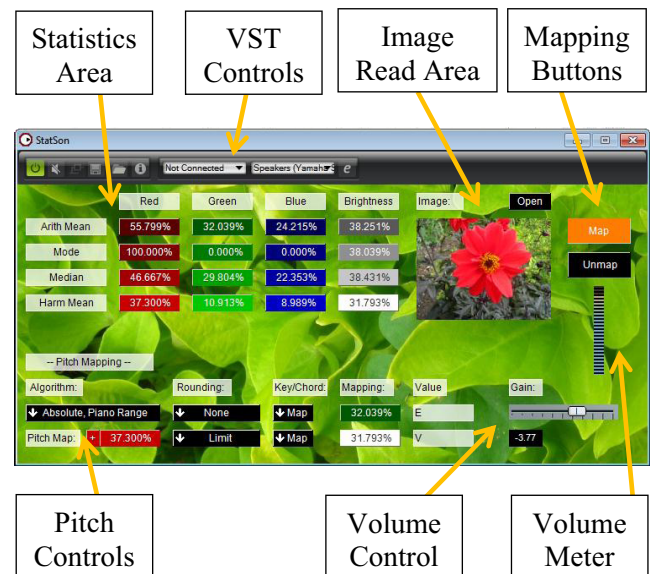 Statistics Area
VST Controls
Image Read Area
Mapping Buttons
StatSon
Not Connected Speakers (Yamaha
Red Green Blue Brightness Image: Open
Arith Mean 55.799% 32.039% 24.215% 38.251% Map
Mode 100.000% 0.000% 0.000% 38.039%
Unmap
Median 46.667% 29.804% 22.353% 38.431%
Harm Mean 37.300% 10.913% 8.989% 31.793%
-- Pitch Mapping --
Algorithm: Rounding: Key/Chord: Mapping: Value Gain:
Absolute, Piano Range None Map 32.039% E
Pitch Map: + 37.300% Limit Map 31.793% V -3.77
Pitch Controls
Volume Control
Volume Meter